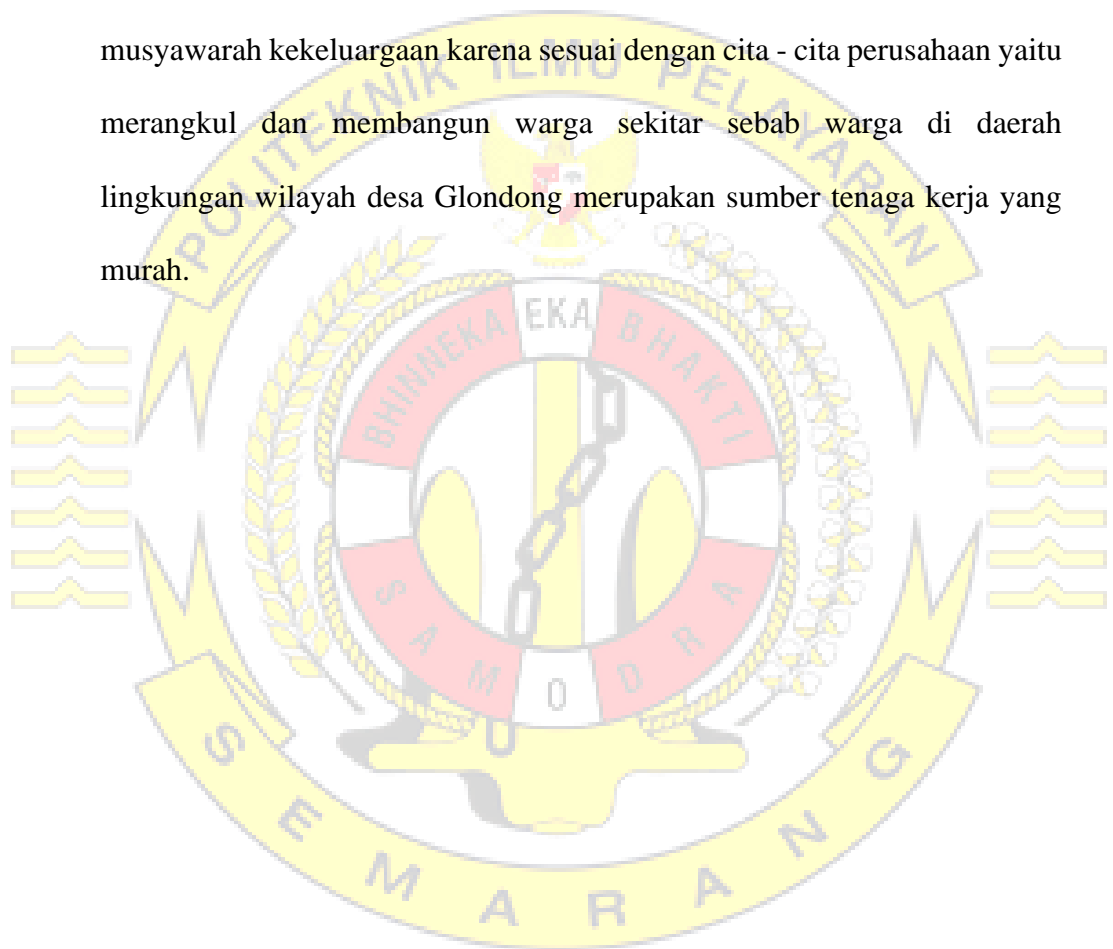 musyawarah kekeluargaan karena sesuai dengan cita - cita perusahaan yaitu
merangkul dan membangun warga sekitar sebab warga di daerah
lingkungan wilayah desa Glondong merupakan sumber tenaga kerja yang
murah.
POLITEKNIK ILMU PELAYARAN
BHINNEKA EKA BHAKTI
SAMODRA
SEMARANG